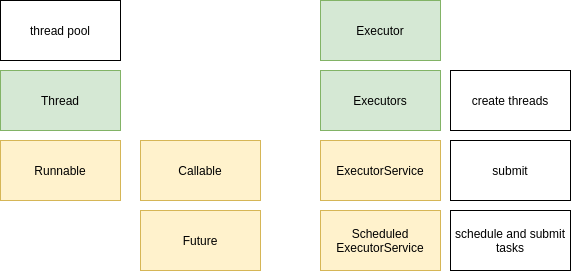 thread pool
Executor
Thread
Executors
create threads
Runnable
Callable
ExecutorService
submit
Future
Scheduled
ExecutorService
schedule and submit
tasks